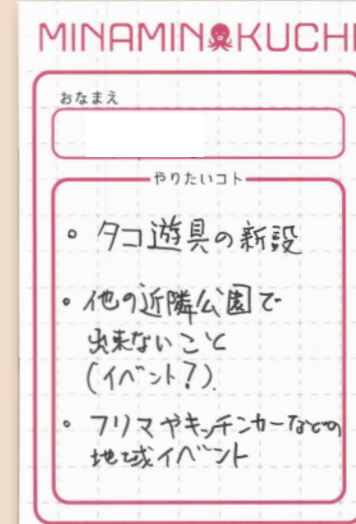 MINAMINOKUCHI
おなまえ
やりたいコト
・タコ遊具の新設
・他の近隣公園で
出来ないこと
(イベント?).
・フリマやキッチンカーなどの
地域イベント